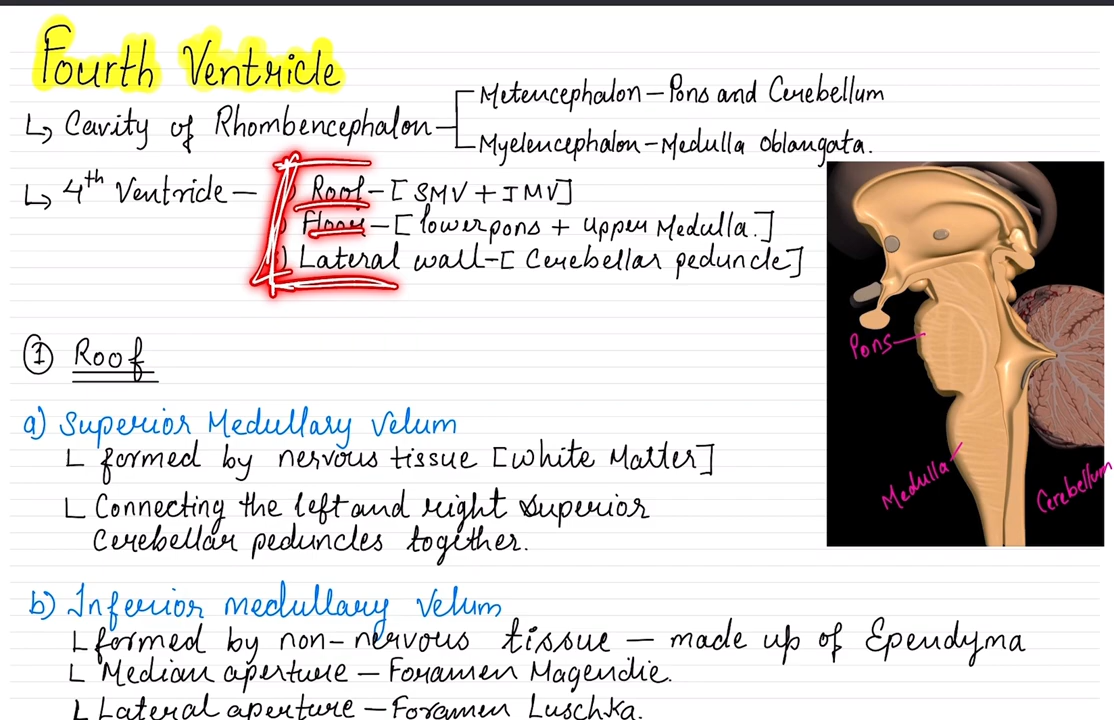 Fourth Ventricle
↳ Cavity of Rhombencephalon
Metencephalon - Pons and Cerebellum
Myelencephalon - Medulla Oblangata.
↳ 4th Ventricle -
Roof - [SMV + IMV]
Floor - [lower pons + upper Medulla.]
) Lateral wall - [Cerebellar peduncle]
① Roof
a) Superior Medullary Velum
L formed by nervous tissue [White Matter]
L Connecting the left and right superior
Cerebellar peduncles together.
b) Inferior medullary Velum
L formed by non-nervous tissue - made up of Ependyma
L Median aperture - Foramen Magendie.
L Lateral aperture - Foramen Luschka.
Pons
Medulla
Cerebellum